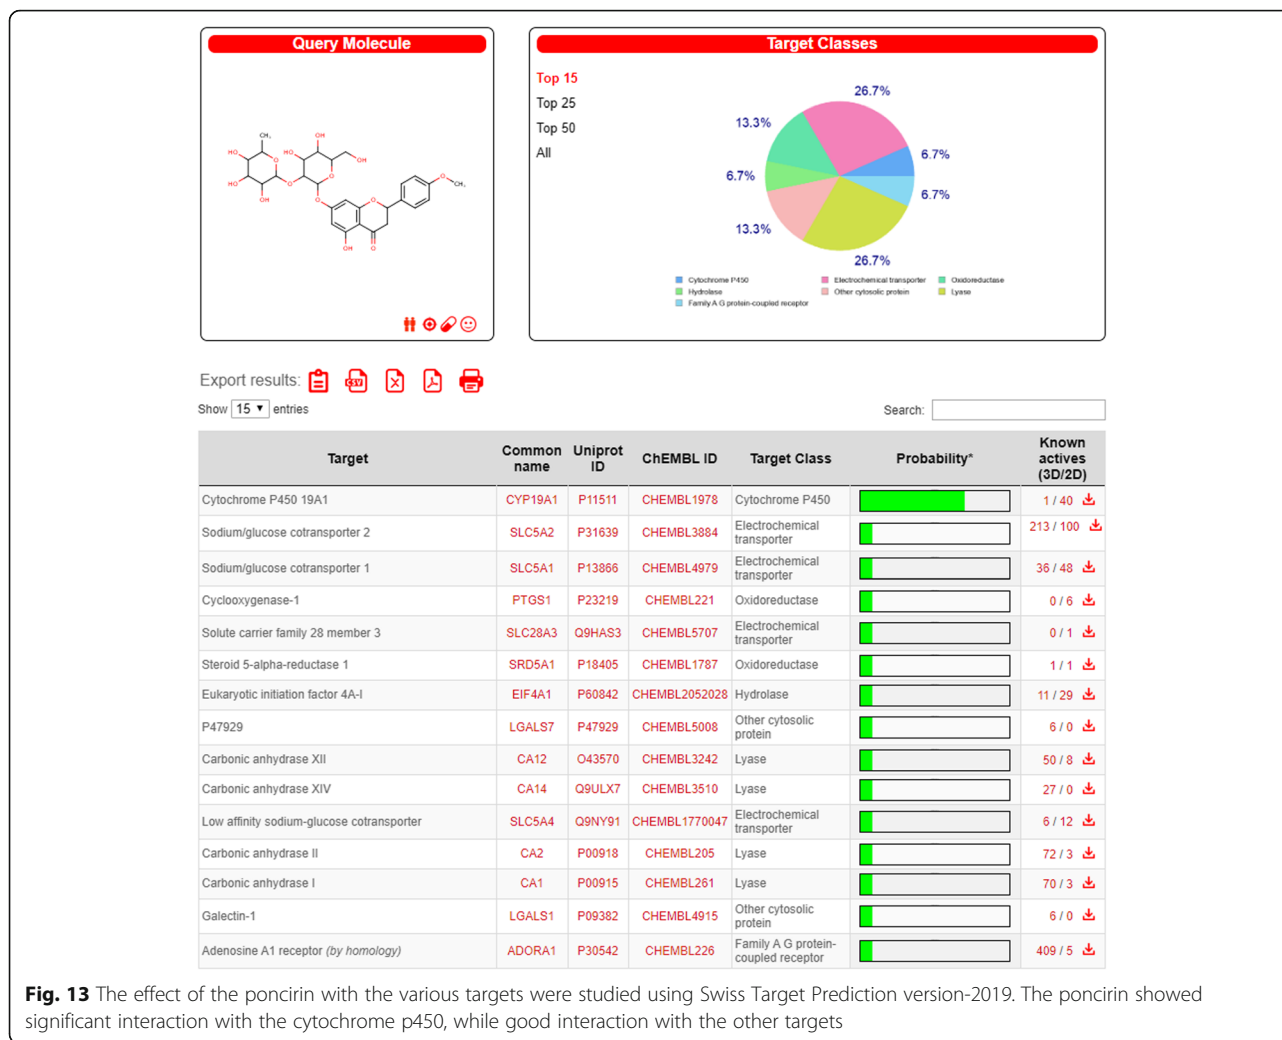 Query Molecule
CH₃
HO
OH
HO
OH
HO
O
HO
OH
O
O
O
O
O
CH₃
OH
O
Target Classes
Top 15
Top 25
Top 50
All
26.7%
13.3%
6.7%
6.7%
6.7%
13.3%
26.7%
Cytochrome P450
Electrochemical transporter
Oxidoreductase
Hydrolase
Other cytosolic protein
Lyase
Family A G protein-coupled receptor
Export results: CSV
Show 15 ▼ entries
Search:
Target Common name Uniprot ID ChEMBL ID Target Class Probability* Known actives (3D/2D)
Cytochrome P450 19A1 CYP19A1 P11511 CHEMBL1978 Cytochrome P450 1 / 40
Sodium/glucose cotransporter 2 SLC5A2 P31639 CHEMBL3884 Electrochemical transporter 213 / 100
Sodium/glucose cotransporter 1 SLC5A1 P13866 CHEMBL4979 Electrochemical transporter 36 / 48
Cyclooxygenase-1 PTGS1 P23219 CHEMBL221 Oxidoreductase 0 / 6
Solute carrier family 28 member 3 SLC28A3 Q9HAS3 CHEMBL5707 Electrochemical transporter 0 / 1
Steroid 5-alpha-reductase 1 SRD5A1 P18405 CHEMBL1787 Oxidoreductase 1 / 1
Eukaryotic initiation factor 4A-I EIF4A1 P60842 CHEMBL2052028 Hydrolase 11 / 29
P47929 LGALS7 P47929 CHEMBL5008 Other cytosolic protein 6 / 0
Carbonic anhydrase XII CA12 O43570 CHEMBL3242 Lyase 50 / 8
Carbonic anhydrase XIV CA14 Q9ULX7 CHEMBL3510 Lyase 27 / 0
Low affinity sodium-glucose cotransporter SLC5A4 Q9NY91 CHEMBL1770047 Electrochemical transporter 6 / 12
Carbonic anhydrase II CA2 P00918 CHEMBL205 Lyase 72 / 3
Carbonic anhydrase I CA1 P00915 CHEMBL261 Lyase 70 / 3
Galectin-1 LGALS1 P09382 CHEMBL4915 Other cytosolic protein 6 / 0
Adenosine A1 receptor (by homology) ADORA1 P30542 CHEMBL226 Family A G protein-coupled receptor 409 / 5
Fig. 13 The effect of the poncirin with the various targets were studied using Swiss Target Prediction version-2019. The poncirin showed
significant interaction with the cytochrome p450, while good interaction with the other targets